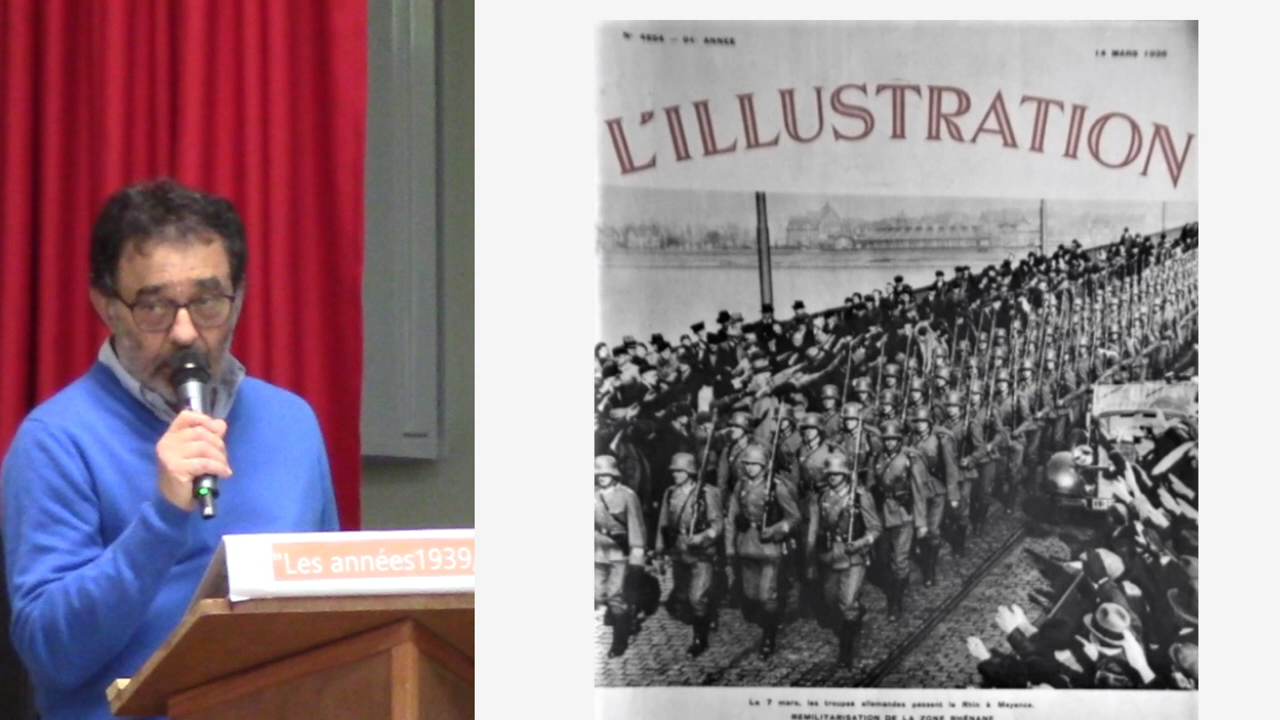 "Les années1939,
N° 4854 — 94e ANNÉE
14 MARS 1936
L'ILLUSTRATION
Le 7 mars, les troupes allemandes passent le Rhin à Mayence.
REMILITARISATION DE LA ZONE RHÉNANE